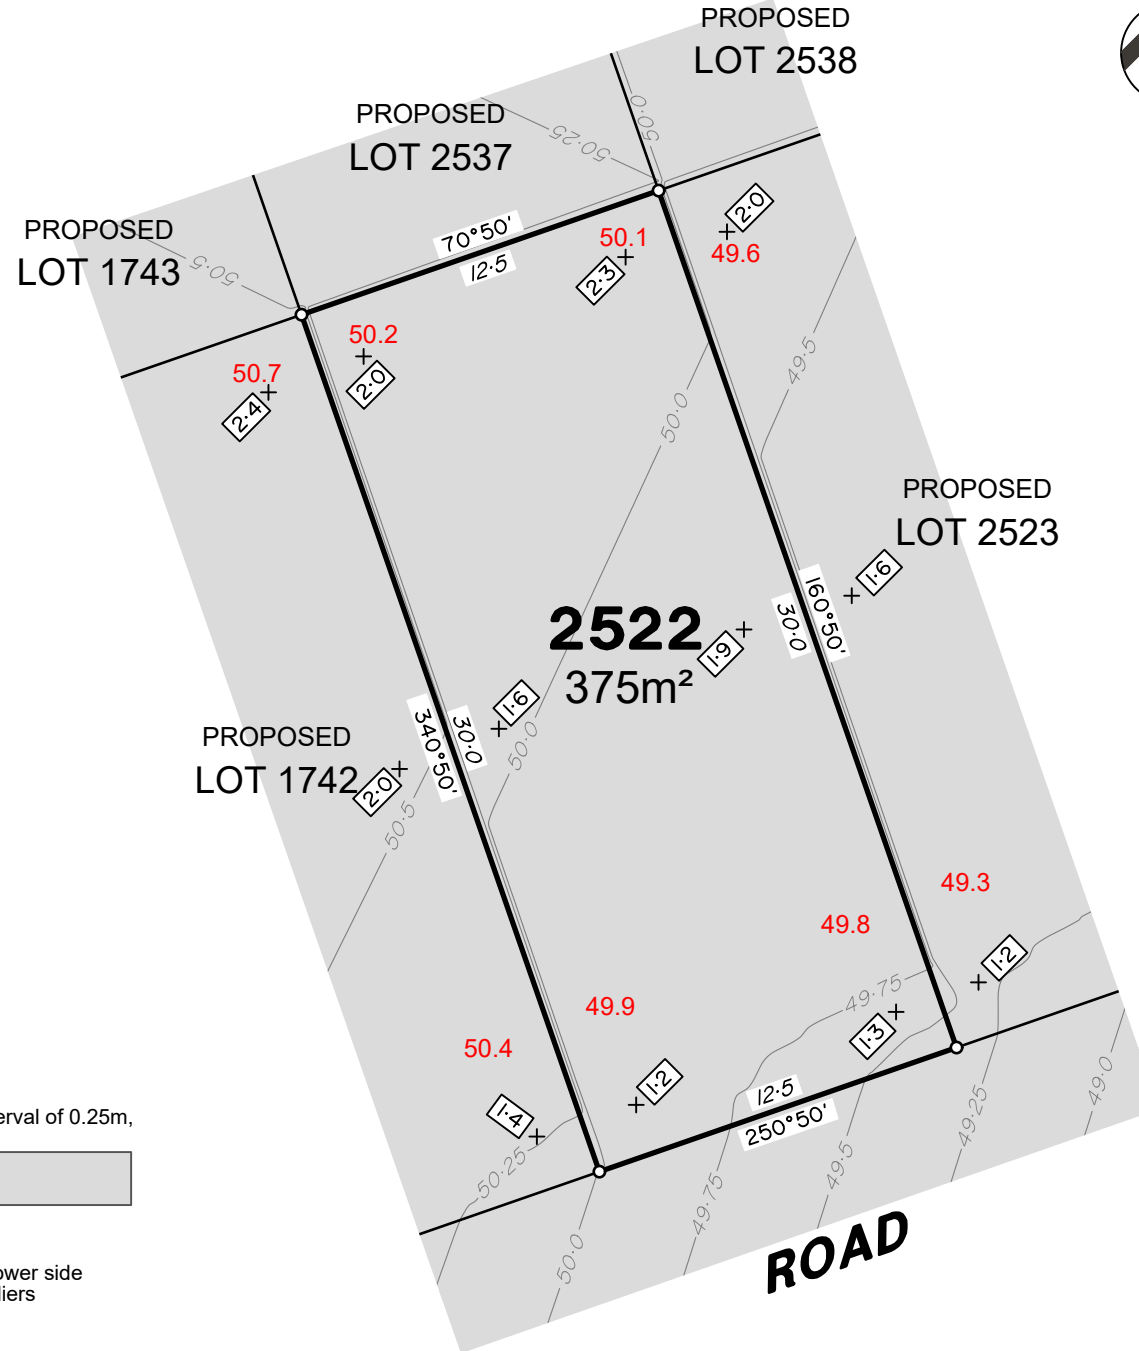 PROPOSED
LOT 2538
PROPOSED
LOT 2537
50·0
50·25
PROPOSED
LOT 1743
50·5
70°50'
12·5
50.1
2·3
2·0
49.6
50.2
2·0
50.7
2·4
49·5
50·0
PROPOSED
LOT 2523
1·6
160°50'
30·0
2522
375m²
1·9
1·6
50·0
340°50'
30·0
PROPOSED
LOT 1742
2·0
50·5
49.3
49.8
1·2
49·75
1·3
49.9
50.4
1·2
1·4
50·25
12·5
250°50'
49·0
49·25
49·5
49·75
50·0
ROAD
erval of 0.25m,
ower side
liers